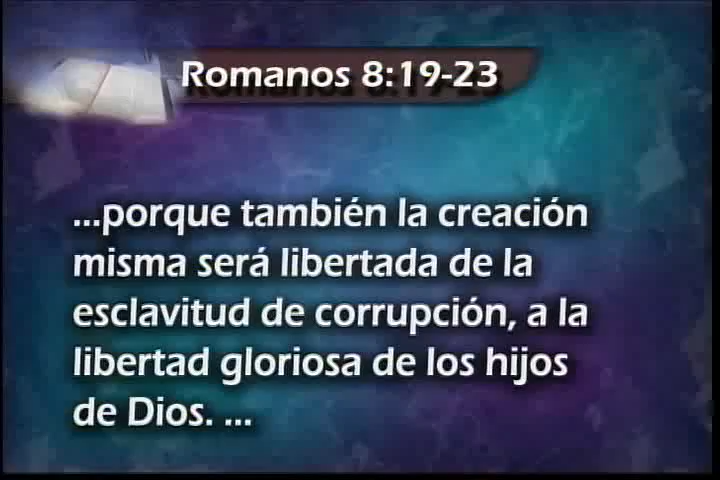 Romanos 8:19-23
...porque también la creación
misma será libertada de la
esclavitud de corrupción, a la
libertad gloriosa de los hijos
de Dios. ...